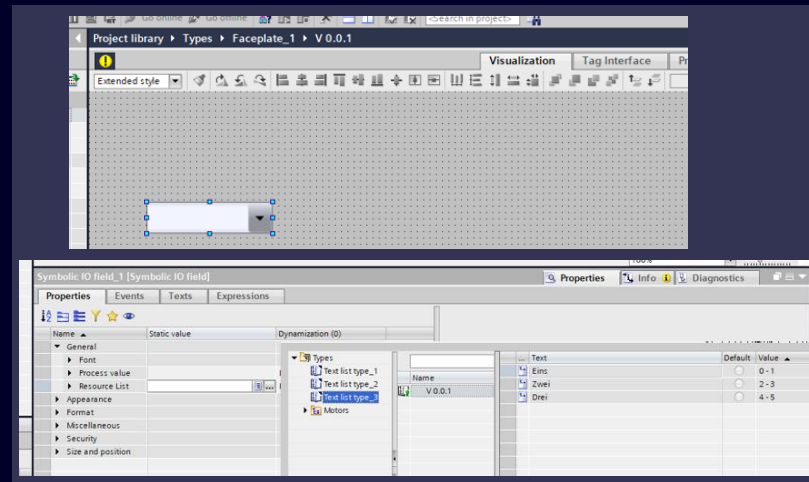 Go online Go offline <Search in project>
Project library ▸ Types ▸ Faceplate_1 ▸ V 0.0.1
Visualization Tag Interface
Extended style
100%
Symbolic IO field_1 [Symbolic IO field]
Properties Info Diagnostics
Properties Events Texts Expressions
Name Static value Dynamization (0)
General
Font
Process value
Resource List
Appearance
Format
Miscellaneous
Security
Size and position
Types
Text list type_1
Text list type_2
Text list type_3
Motors
Name
V 0.0.1
... Text Default Value
Eins 0 - 1
Zwei 2 - 3
Drei 4 - 5